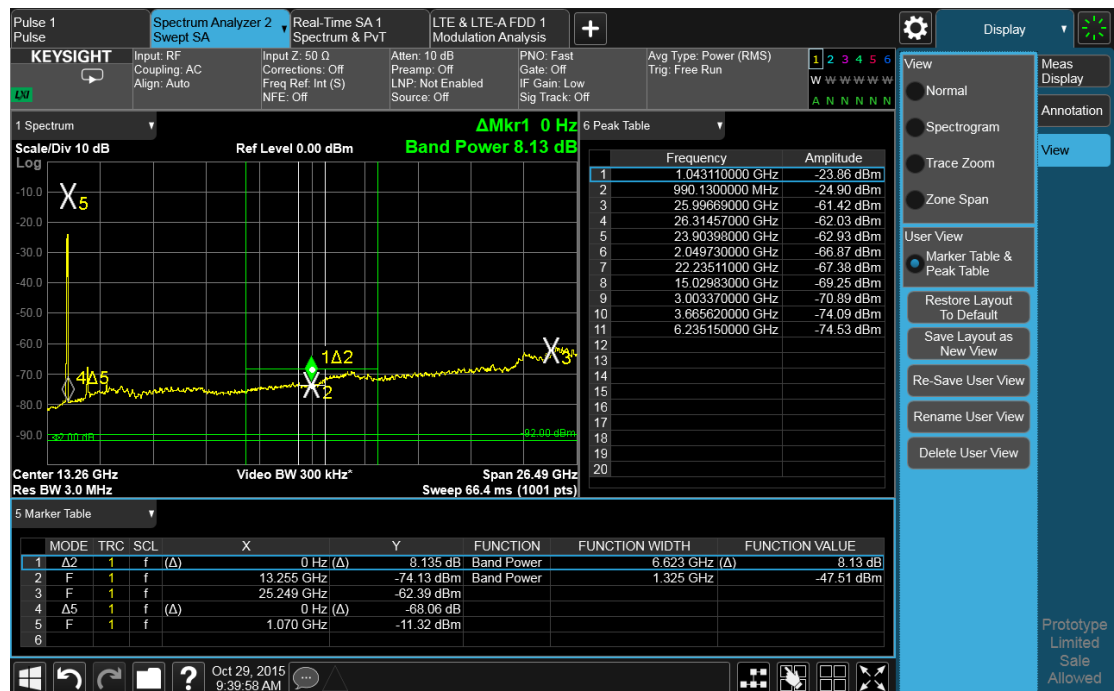 Pulse 1
Pulse
Spectrum Analyzer 2
Swept SA
Real-Time SA 1
Spectrum & PvT
LTE & LTE-A FDD 1
Modulation Analysis
Display
KEYSIGHT
LXI
Input: RF
Coupling: AC
Align: Auto
Input Z: 50 Ω
Corrections: Off
Freq Ref: Int (S)
NFE: Off
Atten: 10 dB
Preamp: Off
LNP: Not Enabled
Source: Off
PNO: Fast
Gate: Off
IF Gain: Low
Sig Track: Off
Avg Type: Power (RMS)
Trig: Free Run
1 2 3 4 5 6
W W W W W W
A N N N N N
1 Spectrum
ΔMkr1 0 Hz
Scale/Div 10 dB
Ref Level 0.00 dBm
Band Power 8.13 dB
Log
-10.0
-20.0
-30.0
-40.0
-50.0
-60.0
-70.0
-80.0
-90.0
5
4Δ5
1Δ2
2
3
-92.00 dBm
Center 13.26 GHz
Video BW 300 kHz*
Span 26.49 GHz
Res BW 3.0 MHz
Sweep 66.4 ms (1001 pts)
6 Peak Table
Frequency Amplitude
1 1.043110000 GHz -23.86 dBm
2 990.1300000 MHz -24.90 dBm
3 25.99669000 GHz -61.42 dBm
4 26.31457000 GHz -62.03 dBm
5 23.90398000 GHz -62.93 dBm
6 2.049730000 GHz -66.87 dBm
7 22.23511000 GHz -67.38 dBm
8 15.02983000 GHz -69.25 dBm
9 3.003370000 GHz -70.89 dBm
10 3.665620000 GHz -74.09 dBm
11 6.235150000 GHz -74.53 dBm
12
13
14
15
16
17
18
19
20
5 Marker Table
MODE TRC SCL X Y FUNCTION FUNCTION WIDTH FUNCTION VALUE
1 Δ2 1 f (Δ) 0 Hz (Δ) 8.135 dB Band Power 6.623 GHz (Δ) 8.13 dB
2 F 1 f 13.255 GHz -74.13 dBm Band Power 1.325 GHz -47.51 dBm
3 F 1 f 25.249 GHz -62.39 dBm
4 Δ5 1 f (Δ) 0 Hz (Δ) -68.06 dB
5 F 1 f 1.070 GHz -11.32 dBm
6
View
Normal
Spectrogram
Trace Zoom
Zone Span
User View
Marker Table &
Peak Table
Restore Layout
To Default
Save Layout as
New View
Re-Save User View
Rename User View
Delete User View
Meas
Display
Annotation
View
Prototype
Limited
Sale
Allowed
?
Oct 29, 2015
9:39:58 AM